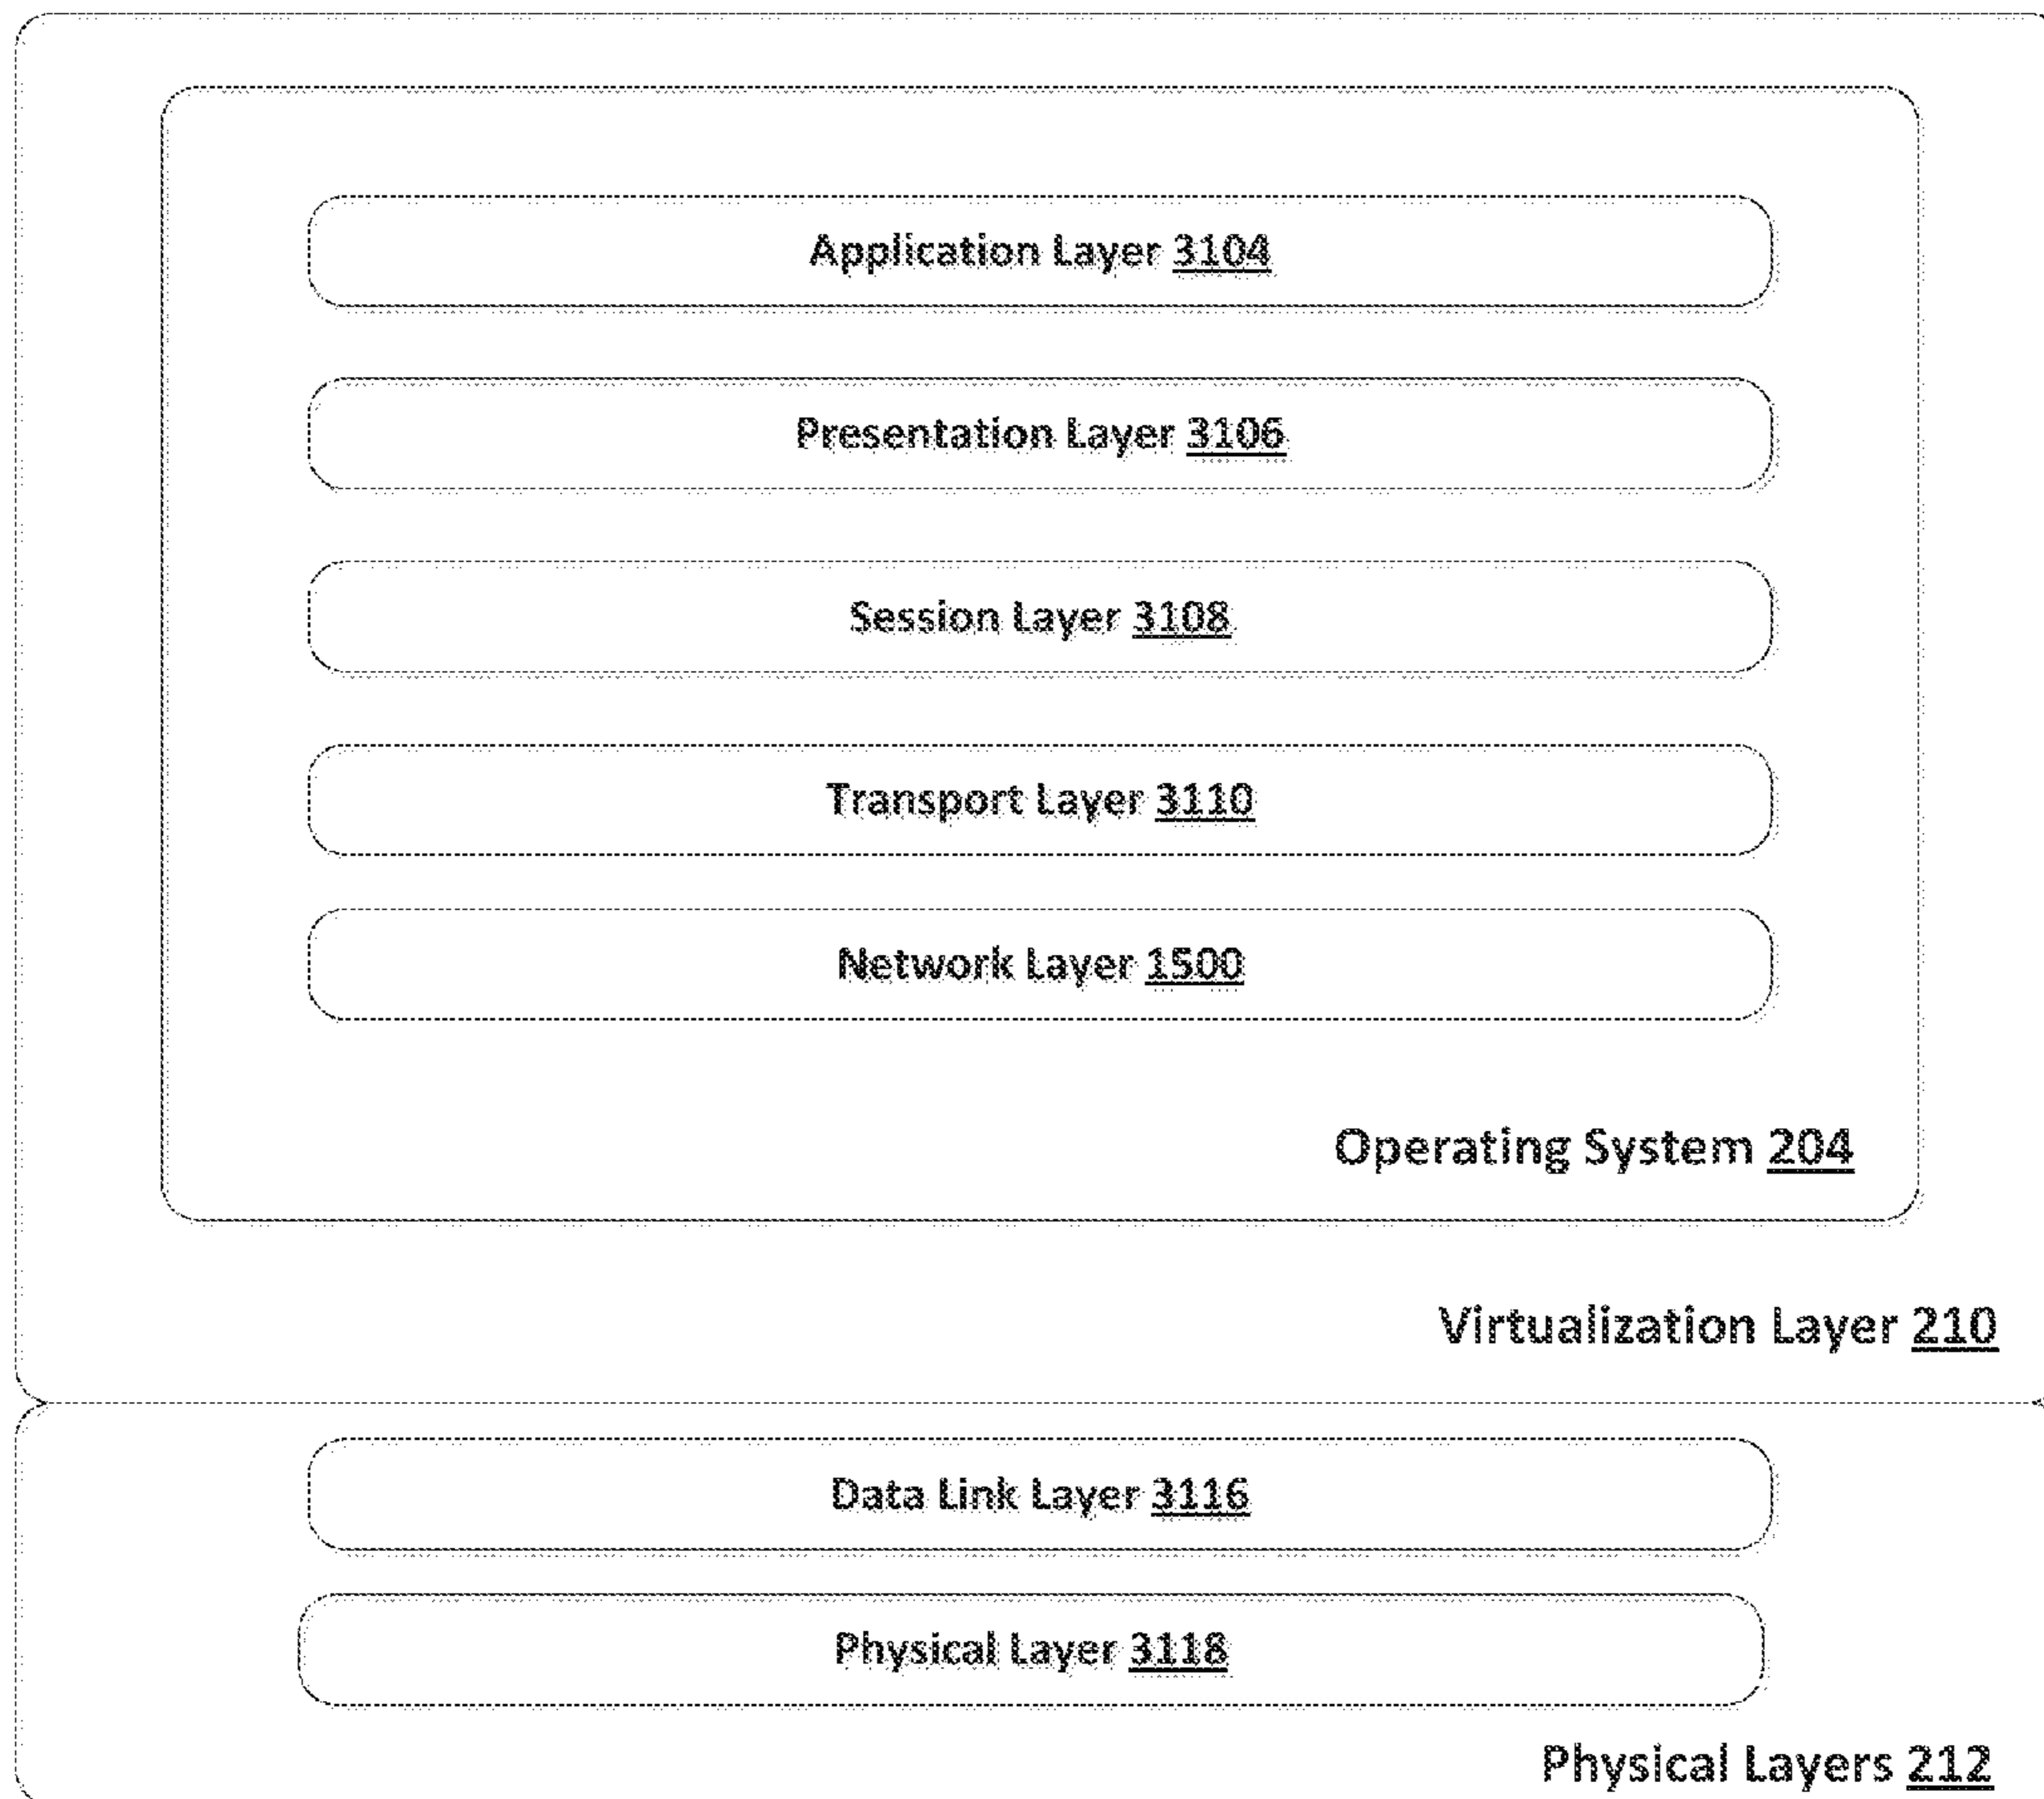 Application Layer 3104
Presentation Layer 3106
Session Layer 3108
Transport Layer 3110
Network Layer 1500
Operating System 204
Virtualization Layer 210
Data Link Layer 3116
Physical Layer 3118
Physical Layers 212